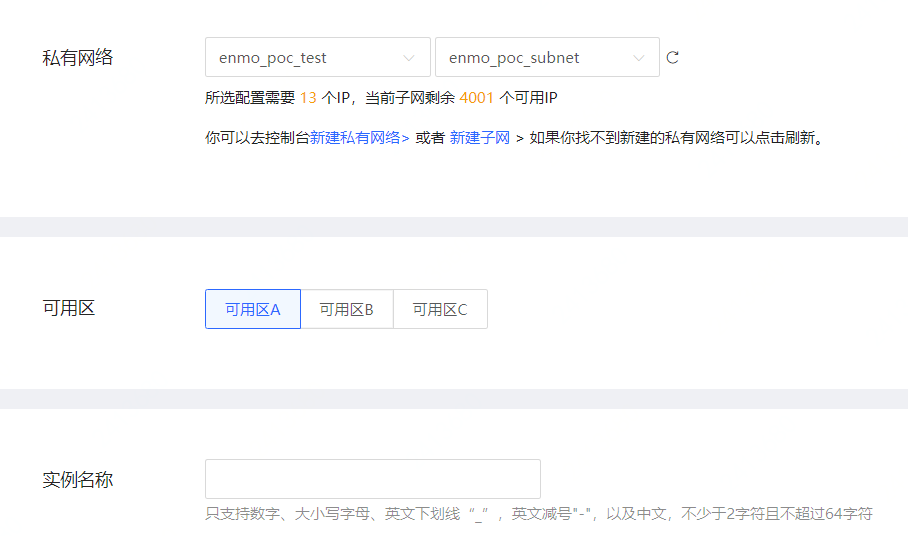 私有网络 enmo_poc_test enmo_poc_subnet
所选配置需要 13 个IP，当前子网剩余 4001 个可用IP
你可以去控制台新建私有网络> 或者 新建子网 > 如果你找不到新建的私有网络可以点击刷新。
可用区 可用区A 可用区B 可用区C
实例名称
只支持数字、大小写字母、英文下划线“_”，英文减号"-"，以及中文，不少于2字符且不超过64字符